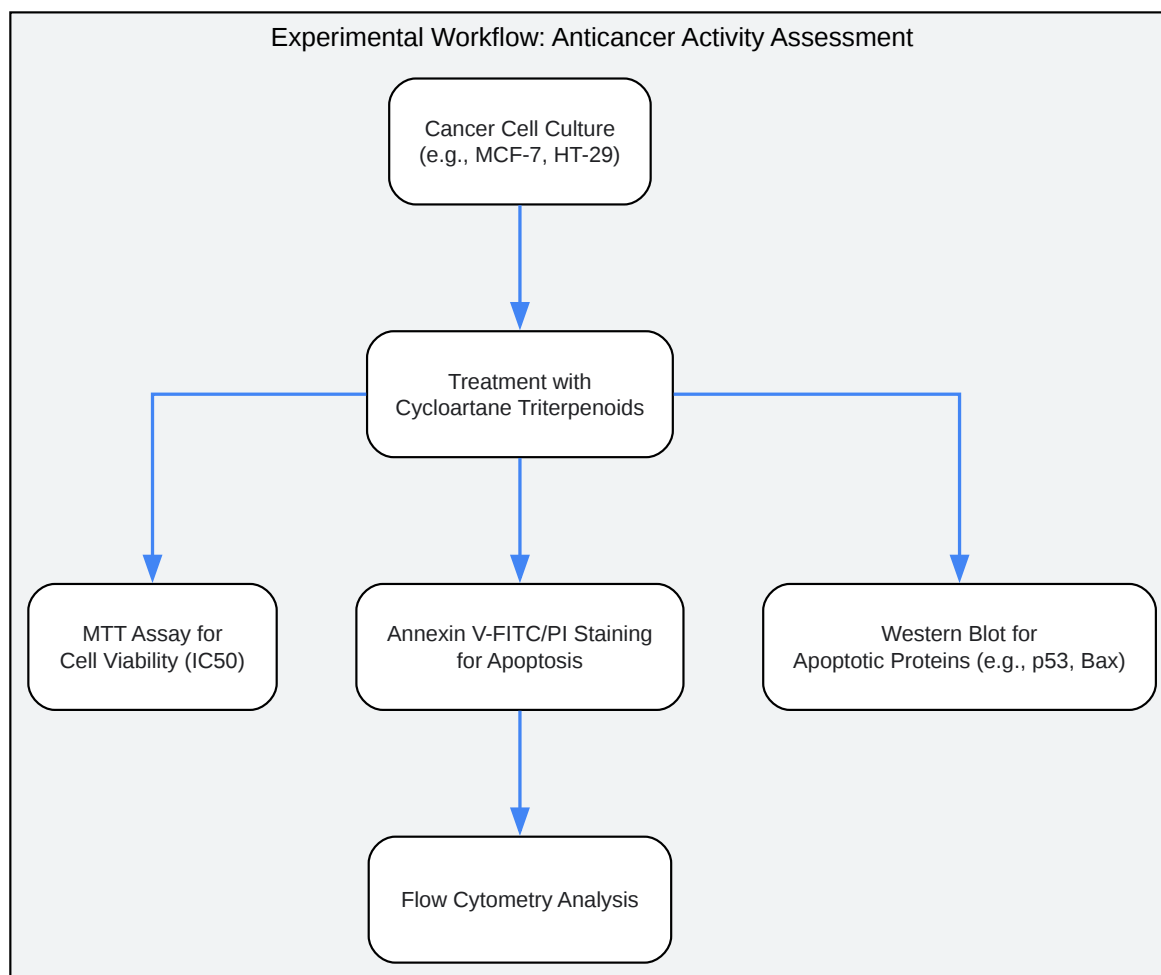 Experimental Workflow: Anticancer Activity Assessment
Cancer Cell Culture
(e.g., MCF-7, HT-29)
Treatment with
Cycloartane Triterpenoids
MTT Assay for
Cell Viability (IC50)
Annexin V-FITC/PI Staining
for Apoptosis
Western Blot for
Apoptotic Proteins (e.g., p53, Bax)
Flow Cytometry Analysis